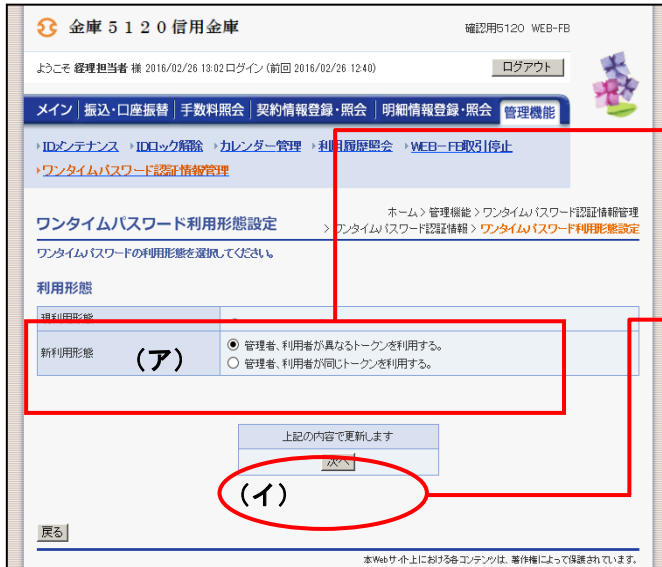 金庫５１２０信用金庫
確認用5120 WEB-FB
ようこそ 経理担当者 様 2016/02/26 13:02 ログイン (前回 2016/02/26 12:40)
ログアウト
メイン 振込・口座振替 手数料照会 契約情報登録・照会 明細情報登録・照会 管理機能
IDメンテナンス IDロック解除 カレンダー管理 利用履歴照会 WEB－FB取引停止
ワンタイムパスワード認証情報管理
ワンタイムパスワード利用形態設定
ホーム > 管理機能 > ワンタイムパスワード認証情報管理
> ワンタイムパスワード認証情報 > ワンタイムパスワード利用形態設定
ワンタイムパスワードの利用形態を選択してください。
利用形態
現利用形態 -
新利用形態
（ア）
管理者、利用者が異なるトークンを利用する。
管理者、利用者が同じトークンを利用する。
上記の内容で更新します
次へ
（イ）
戻る
本Webサイト上における各コンテンツは、著作権によって保護されています。